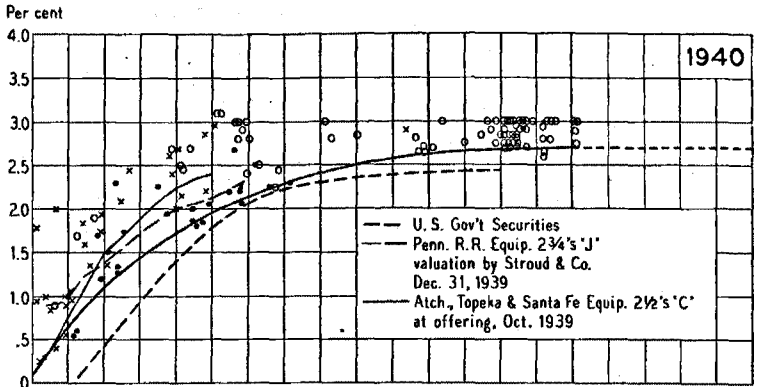 Per cent
4.0
1940
3.5
3.0
2.5
2.0
U.S. Gov't Securities
Penn. R.R. Equip. 2¾'s "J"
1.5
valuation by Stroud & Co.
Dec. 31, 1939
1.0
Atch., Topeka & Santa Fe Equip. 2½'s "C"
at offering, Oct. 1939
.5
0